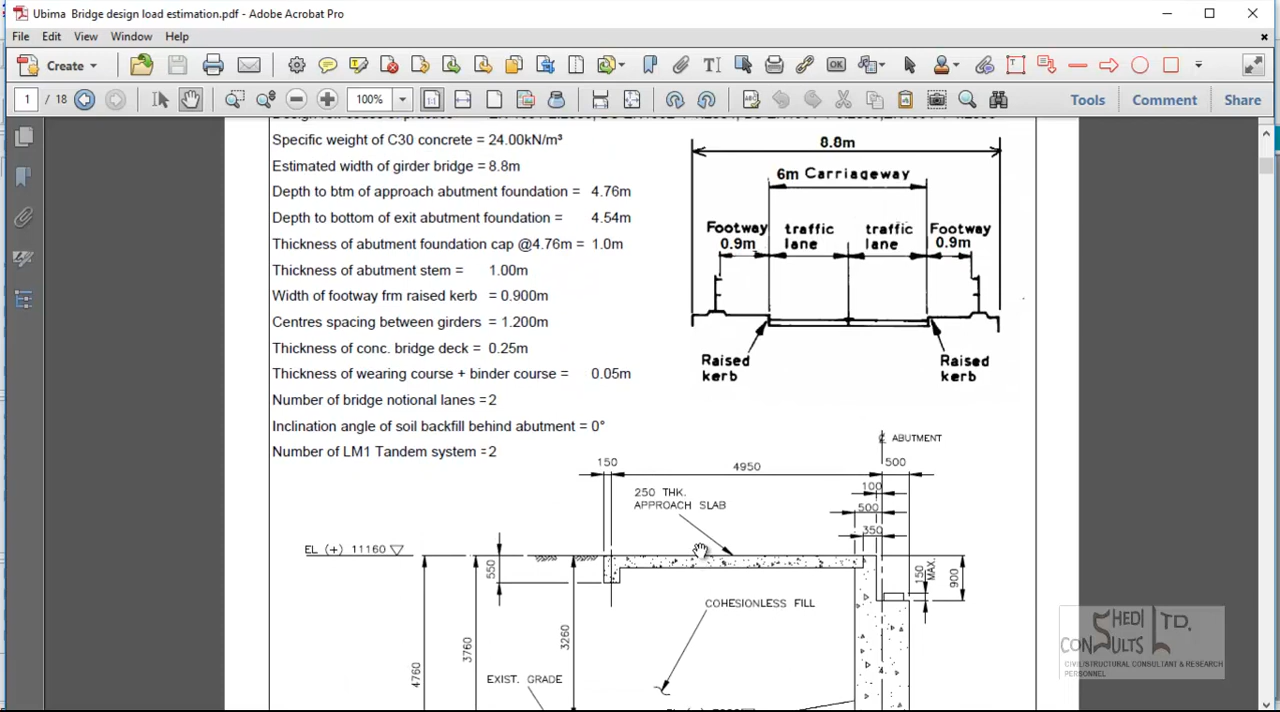 Ubima Bridge design load estimation.pdf - Adobe Acrobat Pro
File Edit View Window Help
Create
1 / 18 100% Tools Comment Share
Specific weight of C30 concrete = 24.00kN/m³
Estimated width of girder bridge = 8.8m
Depth to btm of approach abutment foundation = 4.76m
Depth to bottom of exit abutment foundation = 4.54m
Thickness of abutment foundation cap @4.76m = 1.0m
Thickness of abutment stem = 1.00m
Width of footway frm raised kerb = 0.900m
Centres spacing between girders = 1.200m
Thickness of conc. bridge deck = 0.25m
Thickness of wearing course + binder course = 0.05m
Number of bridge notional lanes =2
Inclination angle of soil backfill behind abutment = 0°
Number of LM1 Tandem system =2
8.8m
6m Carriageway
Footway traffic traffic Footway
0.9m lane lane 0.9m
Raised Raised
kerb kerb
℄ ABUTMENT
150 4950 500
250 THK. 100
APPROACH SLAB 500
350
EL (+) 11160
550 150 MAX. 900
COHESIONLESS FILL
3260
3760
4760
EXIST. GRADE
SHEDI LTD.
CONSULTS
CIVIL/STRUCTURAL CONSULTANT & RESEARCH
PERSONNEL